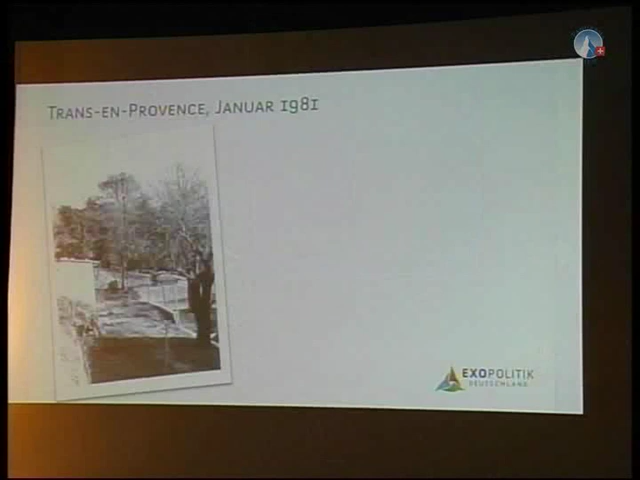 Trans-en-Provence, Januar 1981
EXOPOLITIK
DEUTSCHLAND